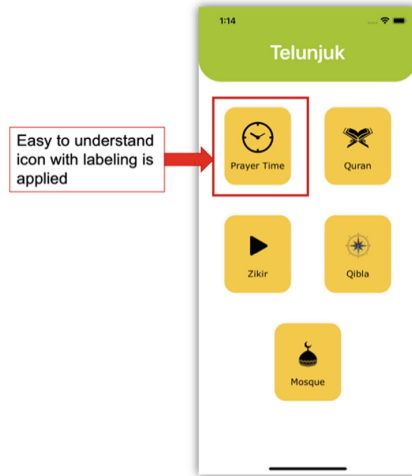 1:14
Telunjuk
Easy to understand
icon with labeling is
applied
Prayer Time
Quran
Zikir
Qibla
Mosque